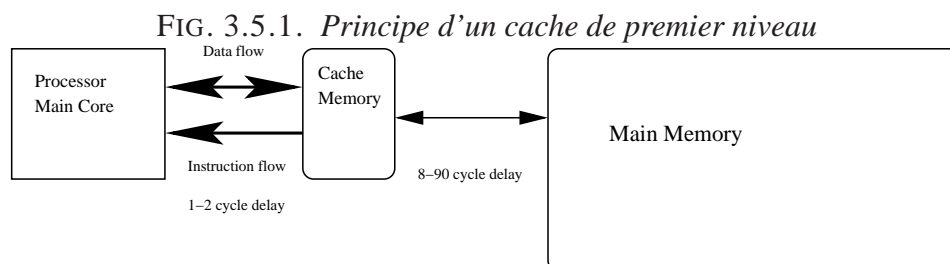 FIG. 3.5.1. Principe d'un cache de premier niveau
Data flow
Processor
Main Core
Cache
Memory
Main Memory
Instruction flow
8–90 cycle delay
1–2 cycle delay